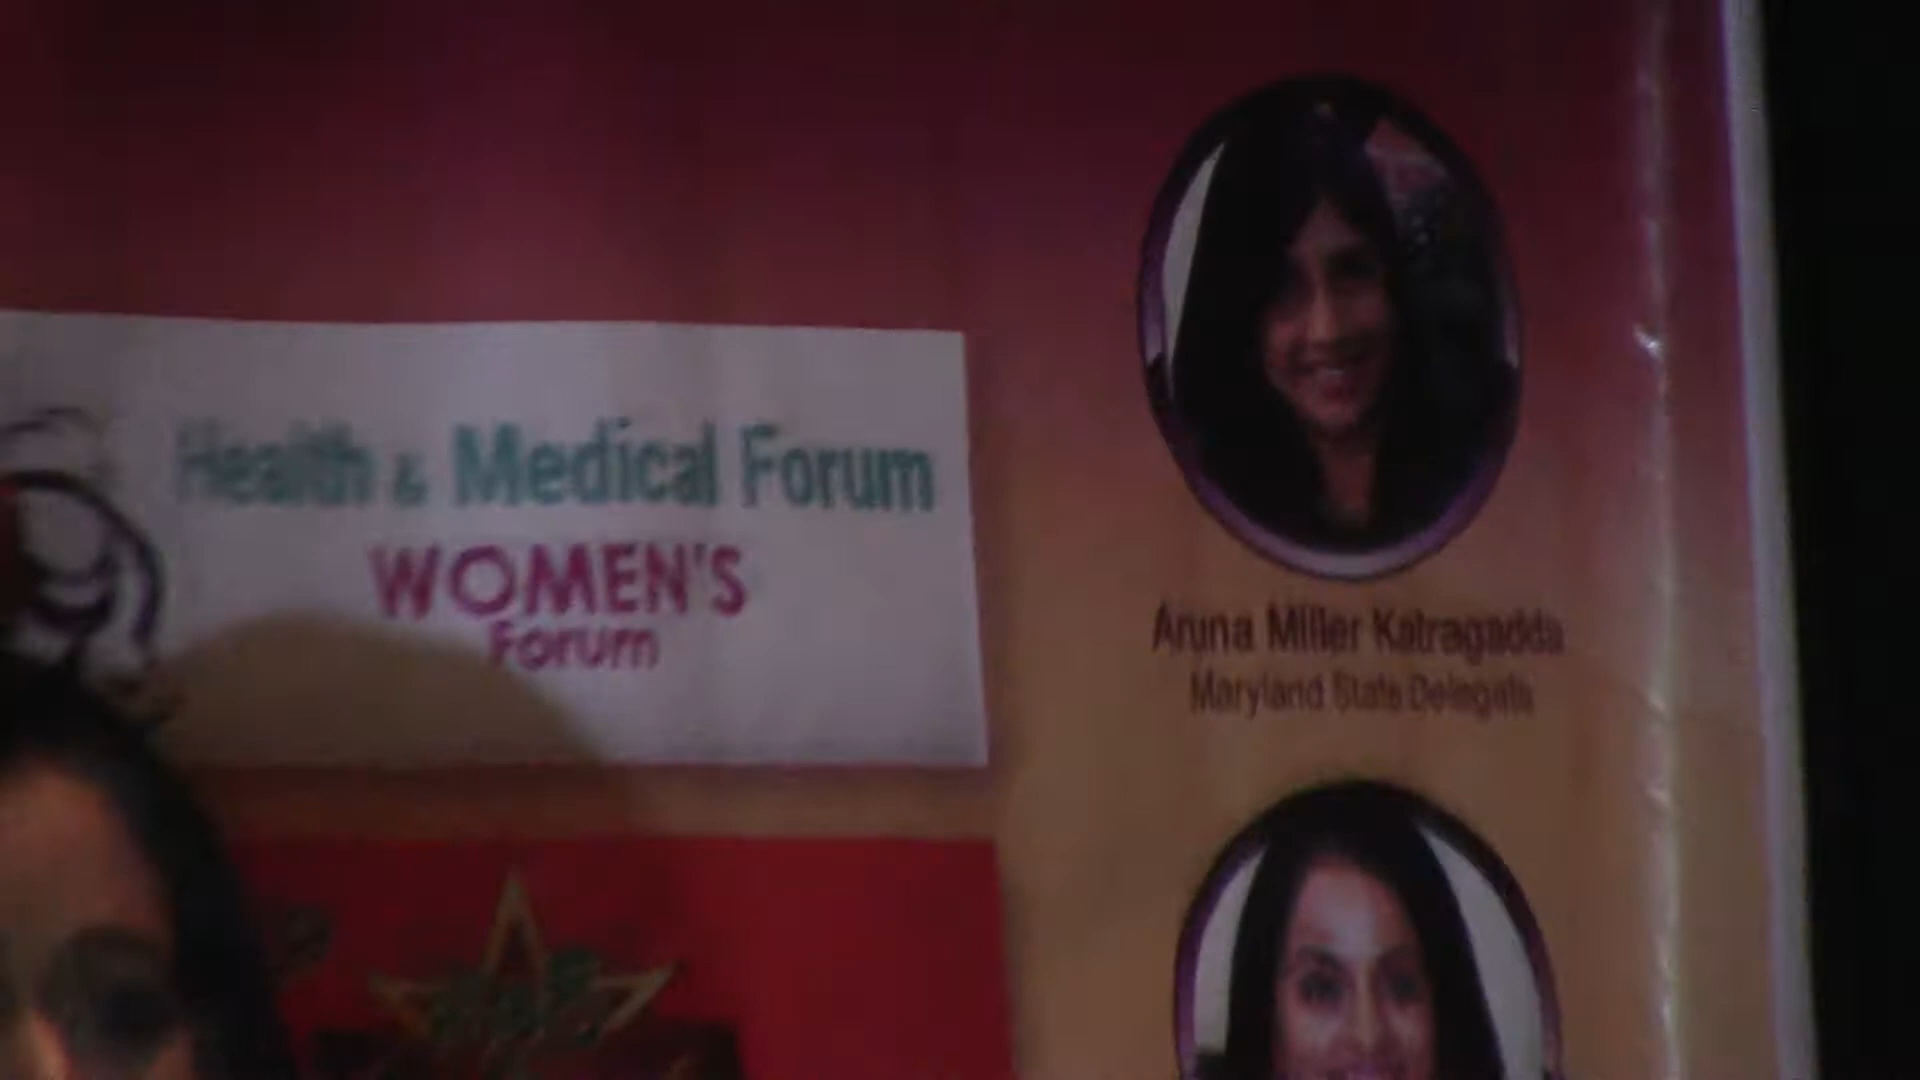 Health & Medical Forum
WOMEN'S
Forum
Aruna Miller Katragadda
Maryland State Delegate